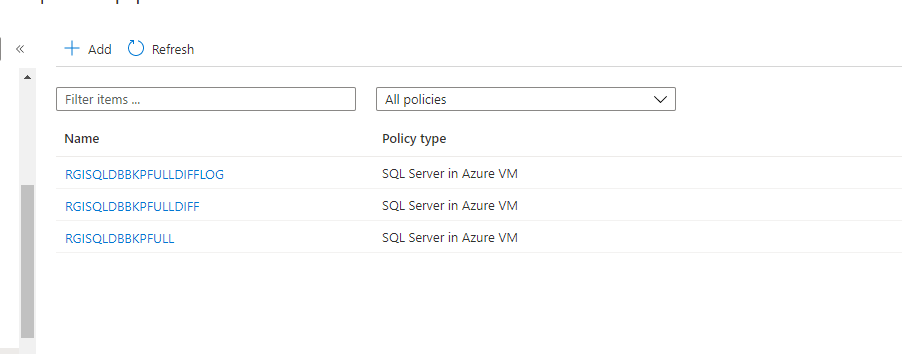 «
Add
Refresh
Filter items ...
All policies
Name
Policy type
RGISQLDBBKPFULLDIFFLOG
SQL Server in Azure VM
RGISQLDBBKPFULLDIFF
SQL Server in Azure VM
RGISQLDBBKPFULL
SQL Server in Azure VM